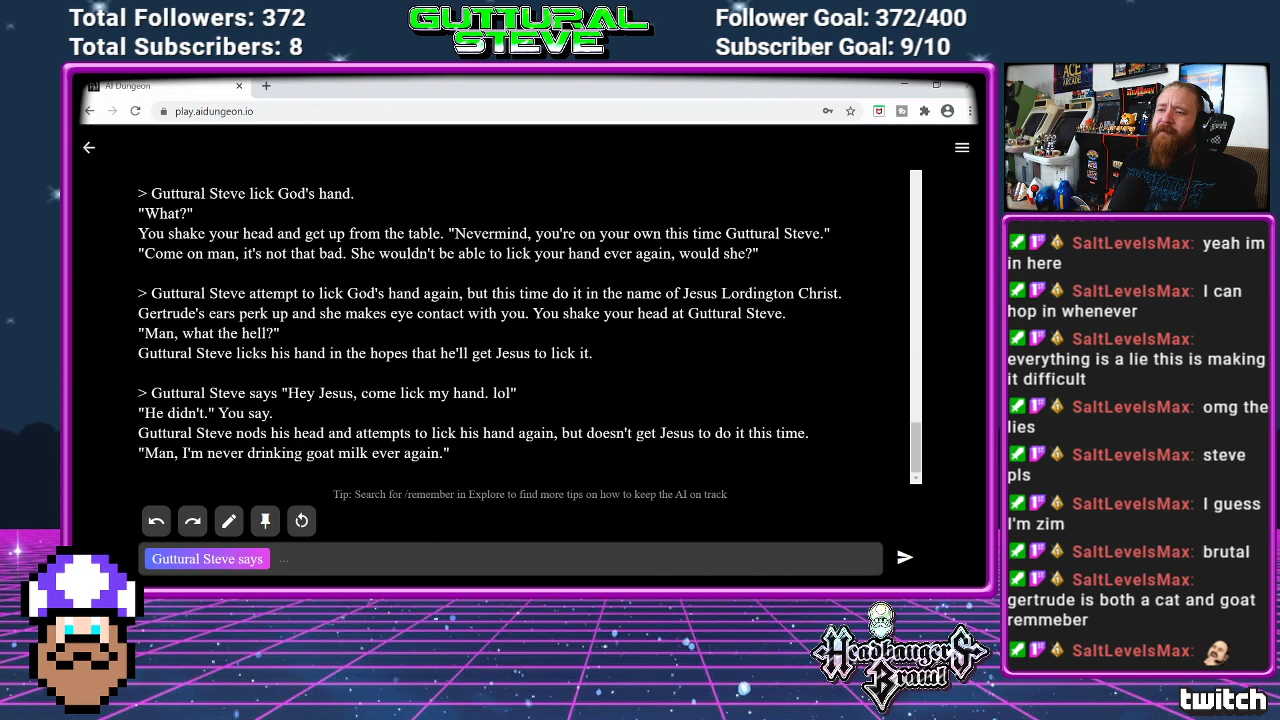 Total Followers: 372
Total Subscribers: 8
GUTTURAL
STEVE
Follower Goal: 372/400
Subscriber Goal: 9/10
AI Dungeon
play.aidungeon.io
> Guttural Steve lick God's hand.
"What?"
You shake your head and get up from the table. "Nevermind, you're on your own this time Guttural Steve."
"Come on man, it's not that bad. She wouldn't be able to lick your hand ever again, would she?"
> Guttural Steve attempt to lick God's hand again, but this time do it in the name of Jesus Lordington Christ.
Gertrude's ears perk up and she makes eye contact with you. You shake your head at Guttural Steve.
"Man, what the hell?"
Guttural Steve licks his hand in the hopes that he'll get Jesus to lick it.
> Guttural Steve says "Hey Jesus, come lick my hand. lol"
"He didn't." You say.
Guttural Steve nods his head and attempts to lick his hand again, but doesn't get Jesus to do it this time.
"Man, I'm never drinking goat milk ever again."
Tip: Search for /remember in Explore to find more tips on how to keep the AI on track
Guttural Steve says ...
ACE
ARCADE
SaltLevelsMax: yeah im
in here
SaltLevelsMax: I can
hop in whenever
SaltLevelsMax:
everything is a lie this is making
it difficult
SaltLevelsMax: omg the
lies
SaltLevelsMax: steve
pls
SaltLevelsMax: I guess
I'm zim
SaltLevelsMax: brutal
SaltLevelsMax:
gertrude is both a cat and goat
remmeber
SaltLevelsMax:
Headbangers
Brawl
twitch